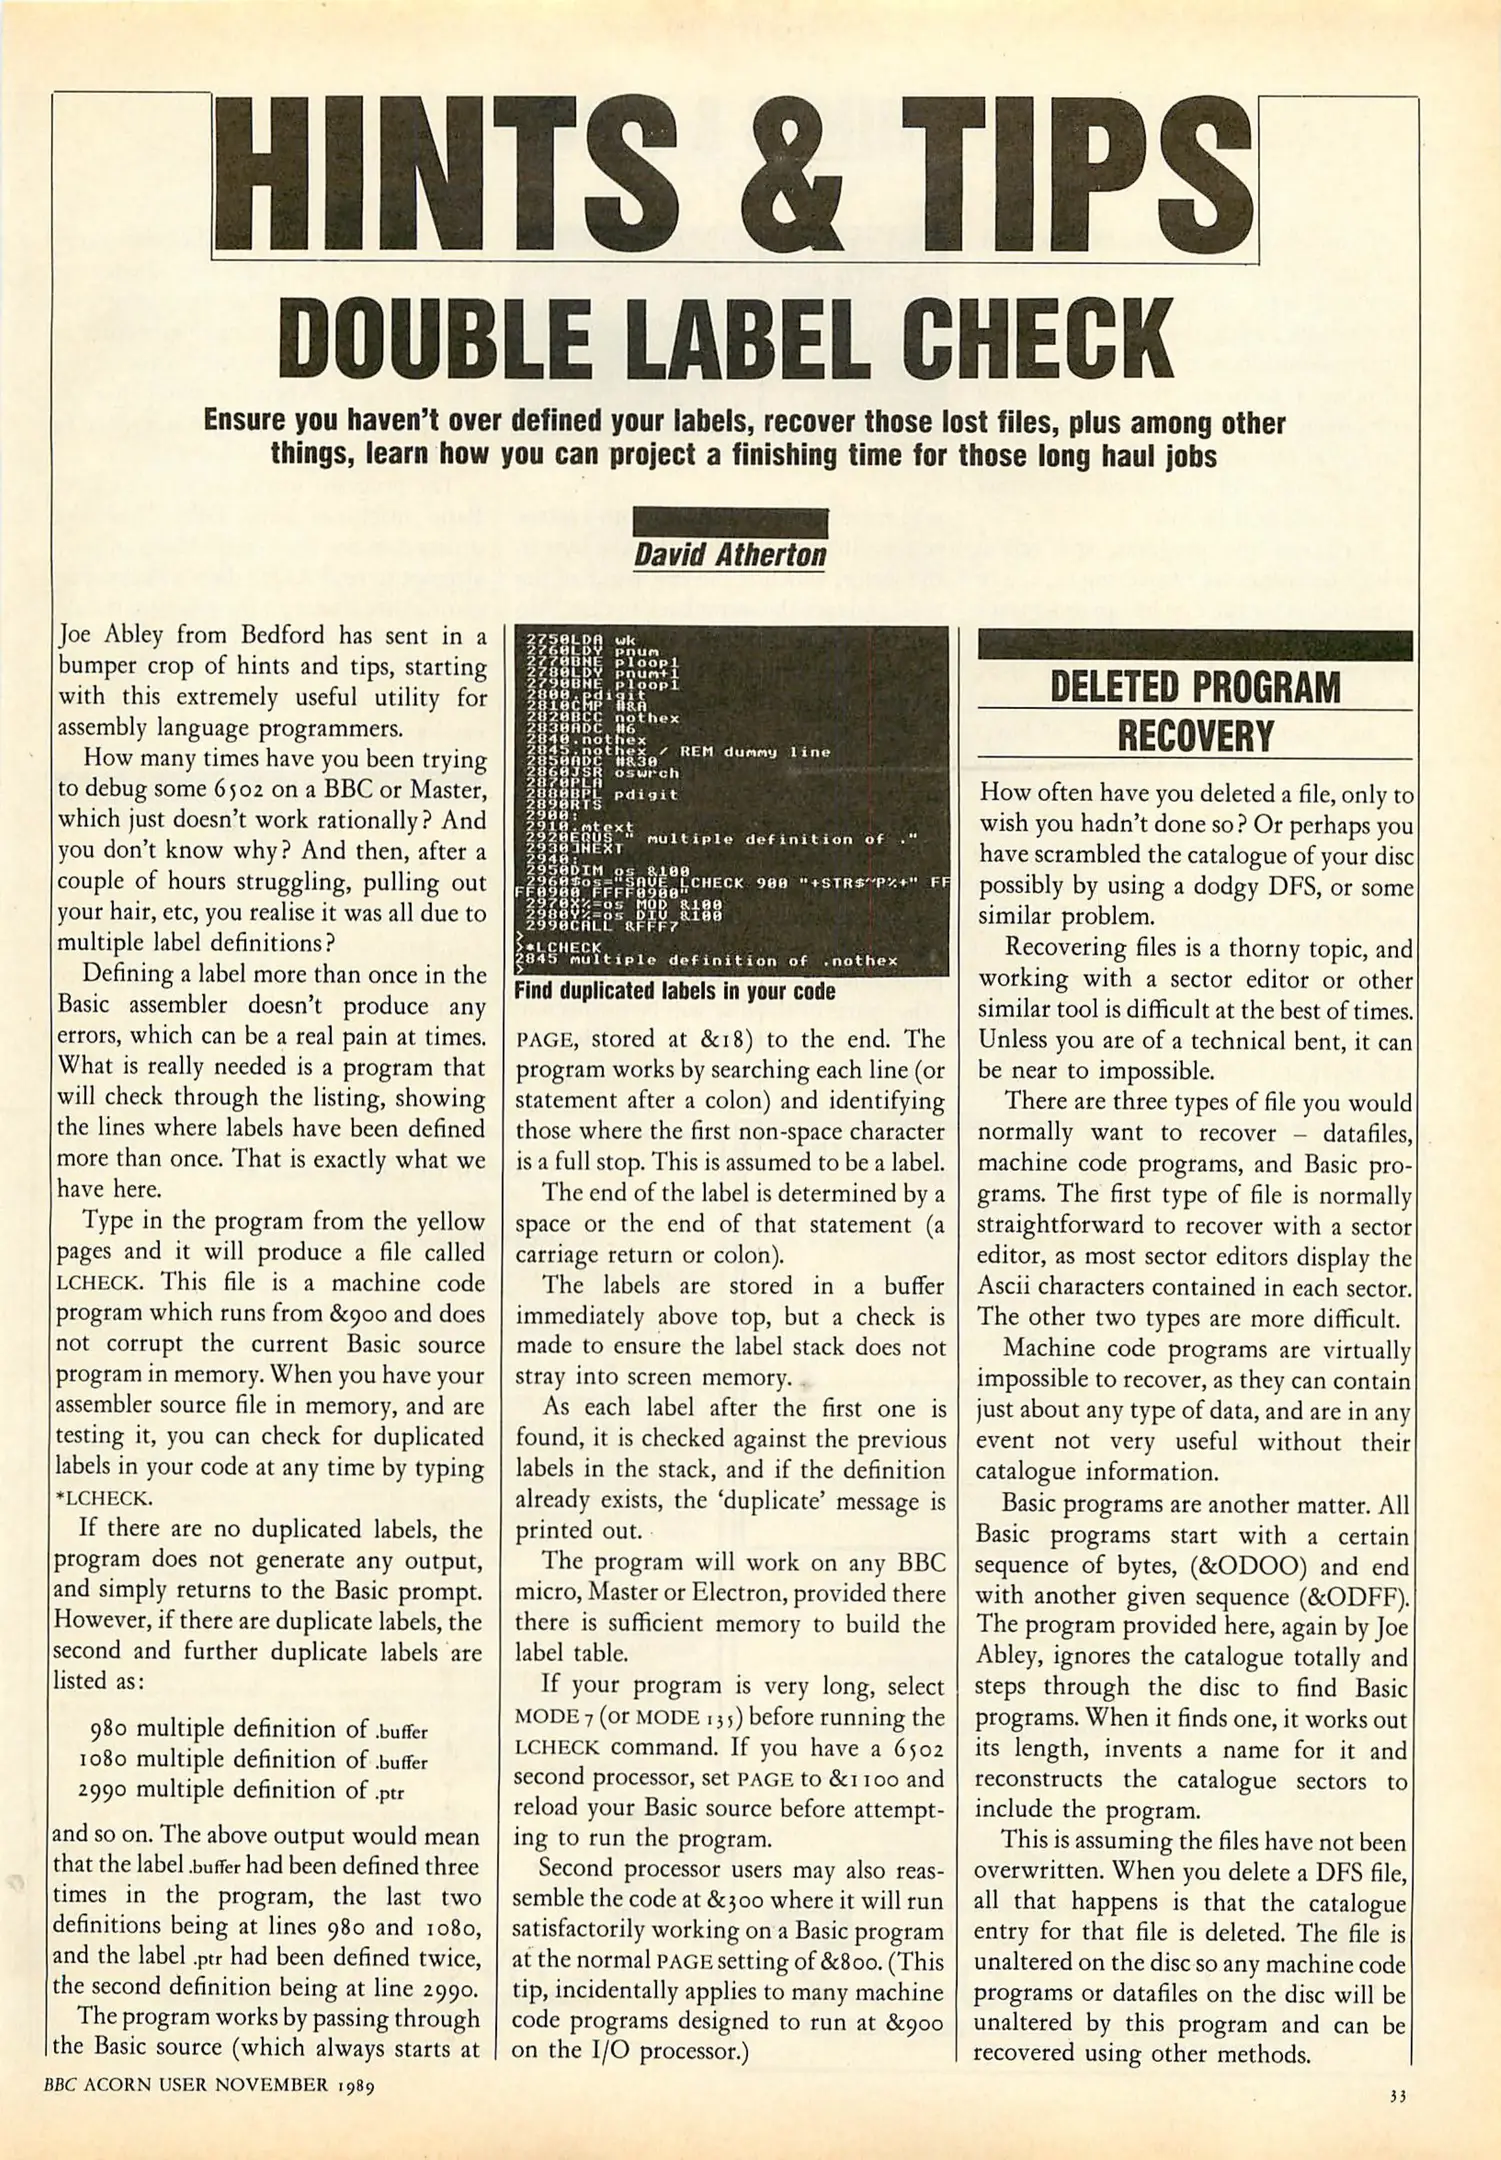 HINTS & TIPS
DOUBLE LABEL CHECK
Ensure you haven't over defined your labels, recover those lost files, plus among other
things, learn how you can project a finishing time for those long haul jobs
David Atherton
Joe Abley from Bedford has sent in a
bumper crop of hints and tips, starting
with this extremely useful utility for
assembly language programmers.
How many times have you been trying
to debug some 6502 on a BBC or Master,
which just doesn't work rationally? And
you don't know why? And then, after a
couple of hours struggling, pulling out
your hair, etc, you realise it was all due to
multiple label definitions?
Defining a label more than once in the
Basic assembler doesn't produce any
errors, which can be a real pain at times.
What is really needed is a program that
will check through the listing, showing
the lines where labels have been defined
more than once. That is exactly what we
have here.
Type in the program from the yellow
pages and it will produce a file called
LCHECK. This file is a machine code
program which runs from &900 and does
not corrupt the current Basic source
program in memory. When you have your
assembler source file in memory, and are
testing it, you can check for duplicated
labels in your code at any time by typing
*LCHECK.
If there are no duplicated labels, the
program does not generate any output,
and simply returns to the Basic prompt.
However, if there are duplicate labels, the
second and further duplicate labels are
listed as:
980 multiple definition of .buffer
1080 multiple definition of .buffer
2990 multiple definition of .ptr
and so on. The above output would mean
that the label .buffer had been defined three
times in the program, the last two
definitions being at lines 980 and 1080,
and the label .ptr had been defined twice,
the second definition being at line 2990.
The program works by passing through
the Basic source (which always starts at
2750LDA wk
2760LDY pnum
2770BNE ploop1
2780LDY pnum+1
2790BNE ploop1
2800.pdigit
2810CMP #&A
2820BCC nothex
2830ADC #6
2840.nothex
2845.nothex / REM dummy line
2850ADC #&30
2860JSR oswrch
2870PLA
2880BPL pdigit
2890RTS
2900:
2910.mtext
2920EQUS " multiple definition of ."
2930]NEXT
2940:
2950DIM os &100
2960$os="SAVE LCHECK 900 "+STR$~P%+" FF
FF0900 FFFF0900"
2970X%=os MOD &100
2980Y%=os DIV &100
2990CALL &FFF7
>
>*LCHECK
2845 multiple definition of .nothex
>
Find duplicated labels in your code
PAGE, stored at &18) to the end. The
program works by searching each line (or
statement after a colon) and identifying
those where the first non-space character
is a full stop. This is assumed to be a label.
The end of the label is determined by a
space or the end of that statement (a
carriage return or colon).
The labels are stored in a buffer
immediately above top, but a check is
made to ensure the label stack does not
stray into screen memory.
As each label after the first one is
found, it is checked against the previous
labels in the stack, and if the definition
already exists, the 'duplicate' message is
printed out.
The program will work on any BBC
micro, Master or Electron, provided there
there is sufficient memory to build the
label table.
If your program is very long, select
MODE 7 (or MODE 135) before running the
LCHECK command. If you have a 6502
second processor, set PAGE to &1100 and
reload your Basic source before attempt-
ing to run the program.
Second processor users may also reas-
semble the code at &300 where it will run
satisfactorily working on a Basic program
at the normal PAGE setting of &800. (This
tip, incidentally applies to many machine
code programs designed to run at &900
on the I/O processor.)
DELETED PROGRAM
RECOVERY
How often have you deleted a file, only to
wish you hadn't done so? Or perhaps you
have scrambled the catalogue of your disc
possibly by using a dodgy DFS, or some
similar problem.
Recovering files is a thorny topic, and
working with a sector editor or other
similar tool is difficult at the best of times.
Unless you are of a technical bent, it can
be near to impossible.
There are three types of file you would
normally want to recover – datafiles,
machine code programs, and Basic pro-
grams. The first type of file is normally
straightforward to recover with a sector
editor, as most sector editors display the
Ascii characters contained in each sector.
The other two types are more difficult.
Machine code programs are virtually
impossible to recover, as they can contain
just about any type of data, and are in any
event not very useful without their
catalogue information.
Basic programs are another matter. All
Basic programs start with a certain
sequence of bytes, (&ODOO) and end
with another given sequence (&ODFF).
The program provided here, again by Joe
Abley, ignores the catalogue totally and
steps through the disc to find Basic
programs. When it finds one, it works out
its length, invents a name for it and
reconstructs the catalogue sectors to
include the program.
This is assuming the files have not been
overwritten. When you delete a DFS file,
all that happens is that the catalogue
entry for that file is deleted. The file is
unaltered on the disc so any machine code
programs or datafiles on the disc will be
unaltered by this program and can be
recovered using other methods.
BBC ACORN USER NOVEMBER 1989
33